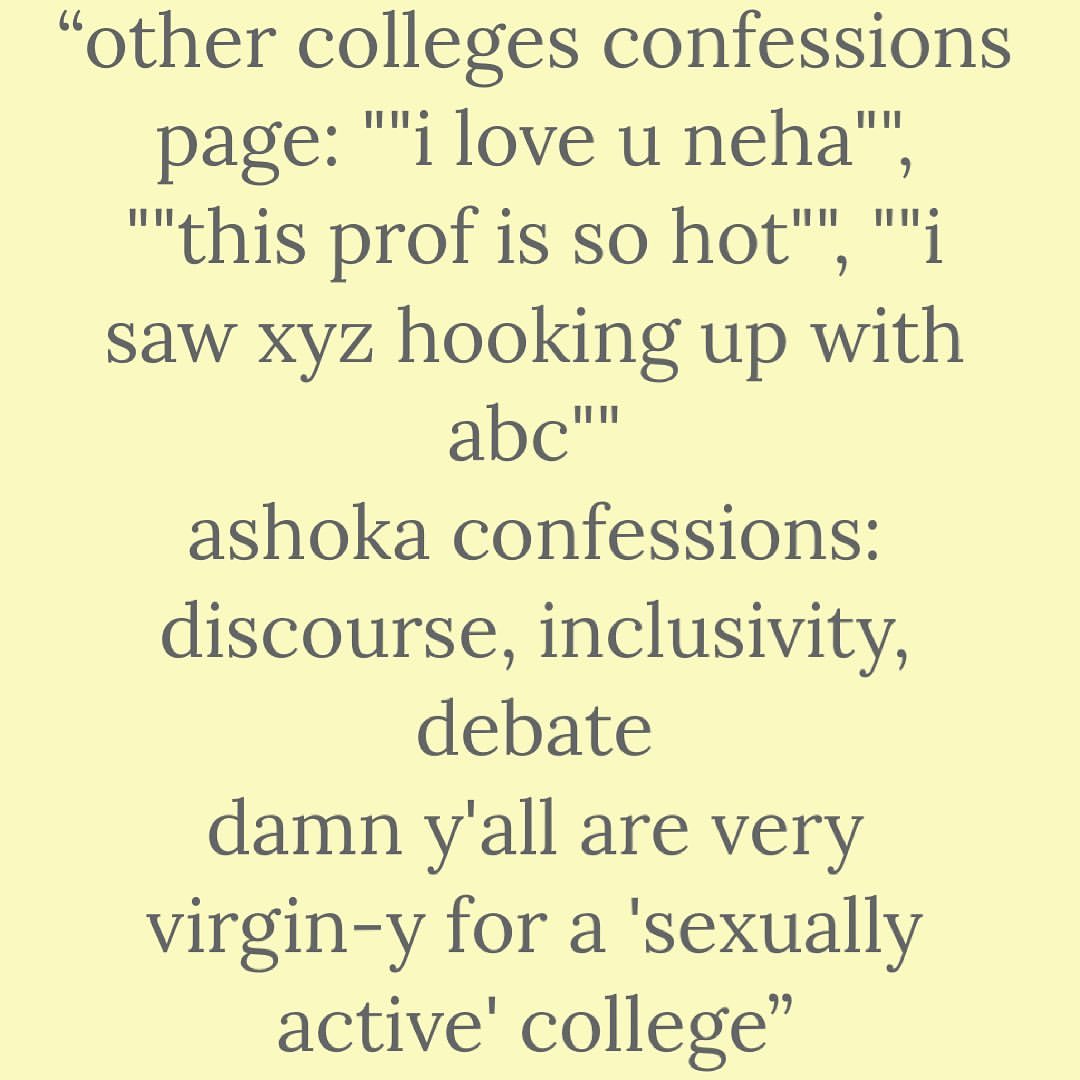 “other colleges confessions
page: ""i love u neha"",
""this prof is so hot"", ""i
saw xyz hooking up with
abc""
ashoka confessions:
discourse, inclusivity,
debate
damn y'all are very
virgin-y for a 'sexually
active' college”